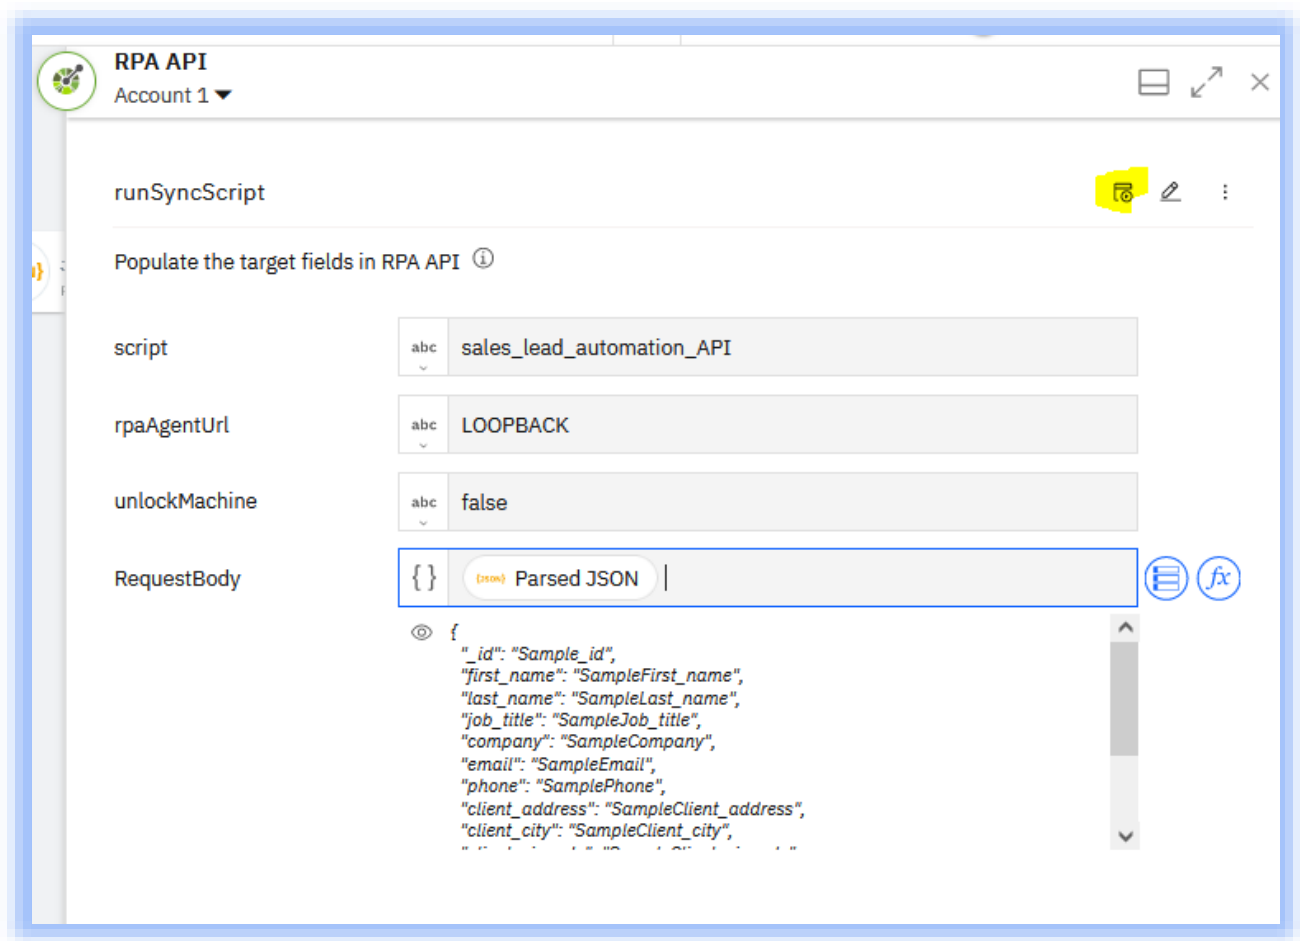 RPA API
Account 1
runSyncScript
Populate the target fields in RPA API
script
abc
sales_lead_automation_API
rpaAgentUrl
abc
LOOPBACK
unlockMachine
abc
false
RequestBody
{ }
{JSON} Parsed JSON
fx
{
"_id": "Sample_id",
"first_name": "SampleFirst_name",
"last_name": "SampleLast_name",
"job_title": "SampleJob_title",
"company": "SampleCompany",
"email": "SampleEmail",
"phone": "SamplePhone",
"client_address": "SampleClient_address",
"client_city": "SampleClient_city",